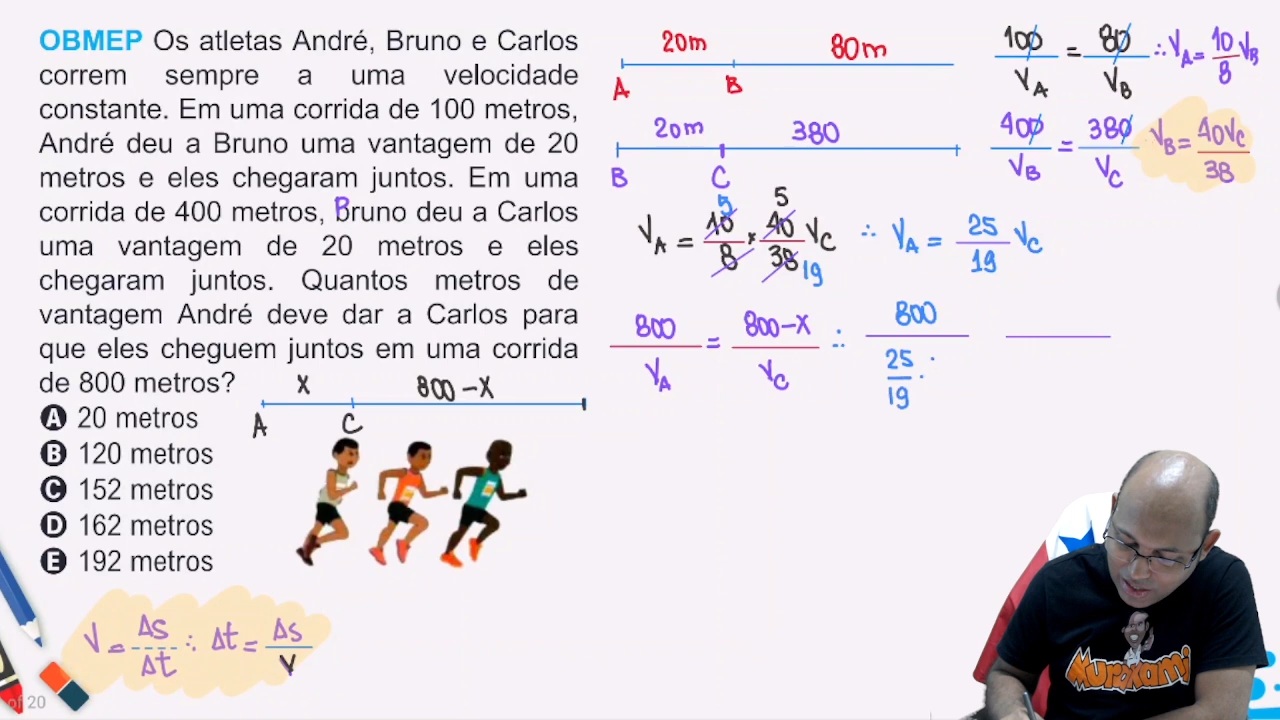 OBMEP Os atletas André, Bruno e Carlos
correm sempre a uma velocidade
constante. Em uma corrida de 100 metros,
André deu a Bruno uma vantagem de 20
metros e eles chegaram juntos. Em uma
corrida de 400 metros, Bruno deu a Carlos
uma vantagem de 20 metros e eles
chegaram juntos. Quantos metros de
vantagem André deve dar a Carlos para
que eles cheguem juntos em uma corrida
de 800 metros?
A 20 metros
B 120 metros
C 152 metros
D 162 metros
E 192 metros
x 800-x
A C
V = Δs/Δt ∴ Δt = Δs/V
of 20
20m 80m
A B
20m 380
B C
100/VA = 80/VB ∴ VA = 10/8 VB
400/VB = 380/VC VB = 40VC/38
5 5
VA = 10/8 × 40/38 VC ∴ VA = 25/19 VC
19
800/VA = 800-x/VC ∴ 800
25/19 ·
Murakami